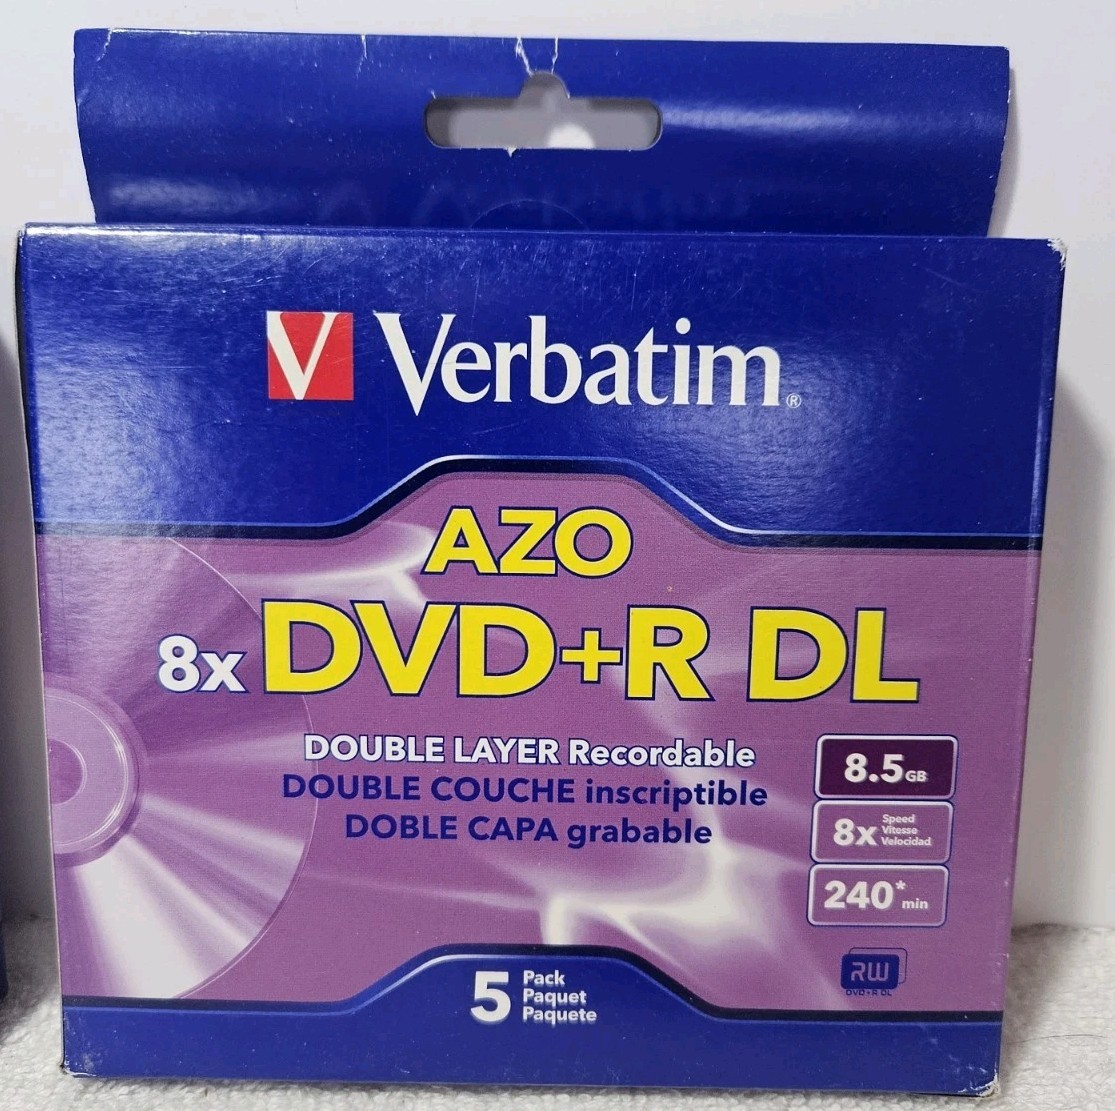 V Verbatim®
AZO
8x DVD+R DL
DOUBLE LAYER Recordable
DOUBLE COUCHE inscriptible
DOBLE CAPA grabable
8.5GB
8x Speed
Vitesse
Velocidad
240* min
RW
DVD+R DL
5 Pack
Paquet
Paquete